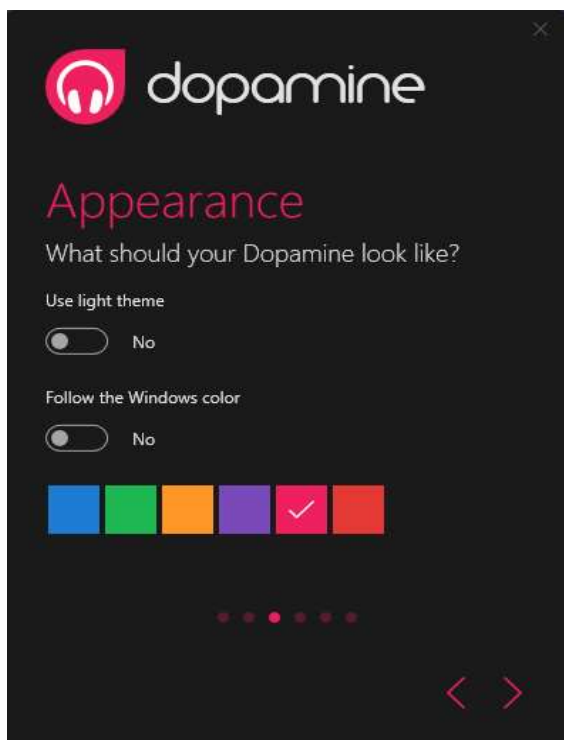 dopamine
Appearance
What should your Dopamine look like?
Use light theme
No
Follow the Windows color
No